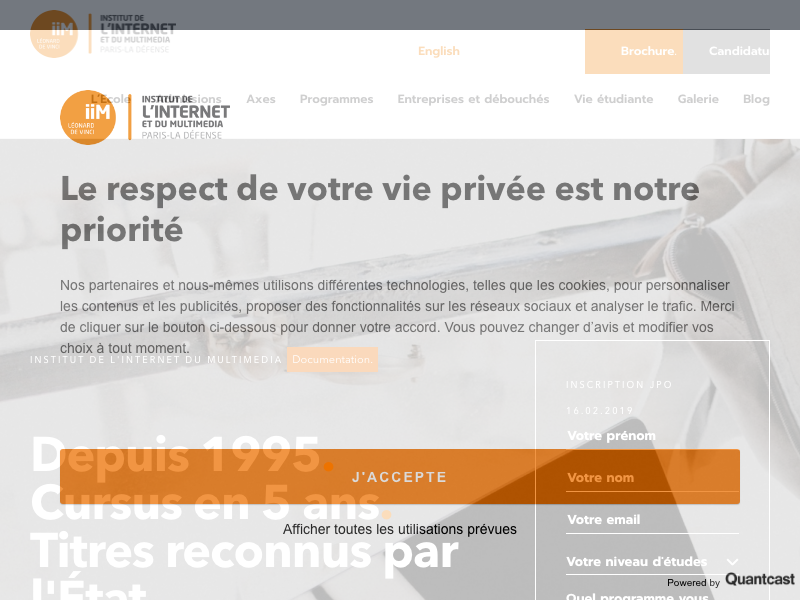 iiM
LÉONARD
DE VINCI
INSTITUT DE
L'INTERNET
ET DU MULTIMEDIA
PARIS-LA DÉFENSE
English
Brochure
Candidatu
L'Ecole
Admissions
Axes
Programmes
Entreprises et débouchés
Vie étudiante
Galerie
Blog
iiM
LÉONARD
DE VINCI
INSTITUT DE
L'INTERNET
ET DU MULTIMEDIA
PARIS-LA DÉFENSE
Le respect de votre vie privée est notre
priorité
Nos partenaires et nous-mêmes utilisons différentes technologies, telles que les cookies, pour personnaliser
les contenus et les publicités, proposer des fonctionnalités sur les réseaux sociaux et analyser le trafic. Merci
de cliquer sur le bouton ci-dessous pour donner votre accord. Vous pouvez changer d'avis et modifier vos
choix à tout moment.
INSTITUT DE L'INTERNET DU MULTIMEDIA
Documentation.
INSCRIPTION JPO
16.02.2019
Votre prénom
Depuis 1995.
J'ACCEPTE
Votre nom
Cursus en 5 ans.
Votre email
Afficher toutes les utilisations prévues
Titres reconnus par
Votre niveau d'études
l'État
Powered by Quantcast
Quel programme vous